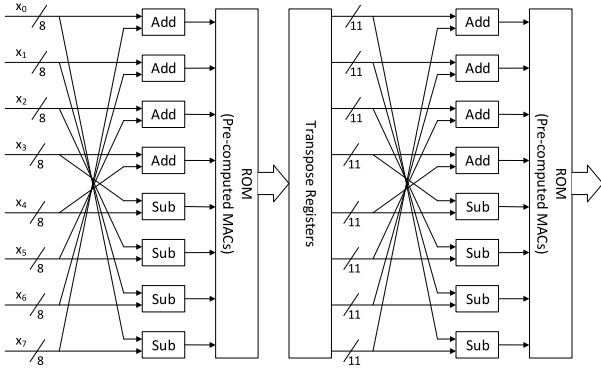 x0
8
Add
11
Add
x1
8
Add
11
Add
x2
8
Add
11
Add
x3
8
Add
11
Add
x4
8
Sub
11
Sub
x5
8
Sub
11
Sub
x6
8
Sub
11
Sub
x7
8
Sub
11
Sub
ROM
(Pre-computed MACs)
Transpose Registers
ROM
(Pre-computed MACs)